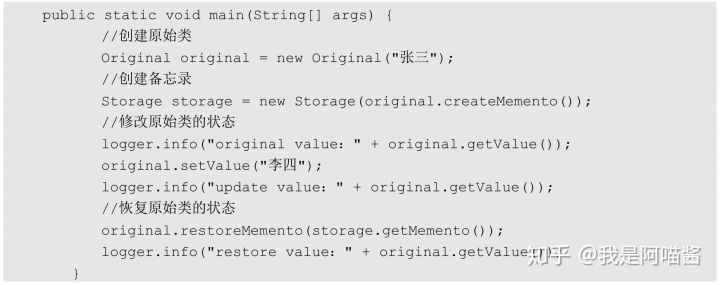 public static void main(String[] args) {
//创建原始类
Original original = new Original("张三");
//创建备忘录
Storage storage = new Storage(original.createMemento());
//修改原始类的状态
logger.info("original value：" + original.getValue());
original.setValue("李四");
logger.info("update value：" + original.getValue());
//恢复原始类的状态
original.restoreMemento(storage.getMemento());
logger.info("restore value：" + original.getValue
}
知乎 @我是阿喵酱